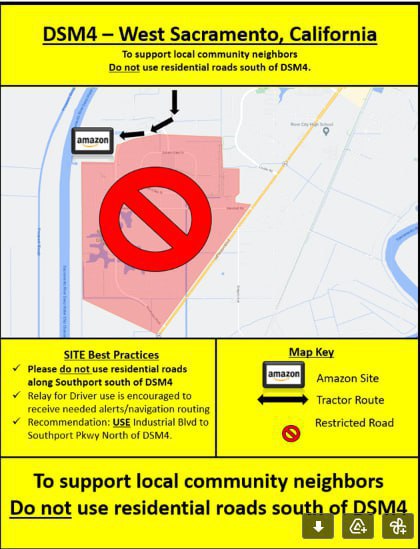 DSM4 – West Sacramento, California
To support local community neighbors
Do not use residential roads south of DSM4.
amazon
River City High School
SITE Best Practices
✓ Please do not use residential roads
along Southport south of DSM4
✓ Relay for Driver use is encouraged to
receive needed alerts/navigation routing
✓ Recommendation: USE Industrial Blvd to
Southport Pkwy North of DSM4.
Map Key
amazon
Amazon Site
Tractor Route
Restricted Road
To support local community neighbors
Do not use residential roads south of DSM4